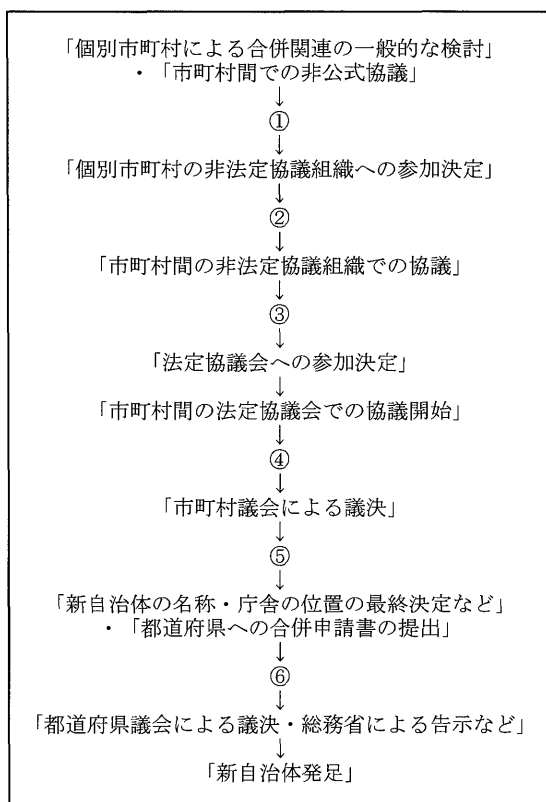 「個別市町村による合併関連の一般的な検討」
・「市町村間での非公式協議」
↓
①
↓
「個別市町村の非法定協議組織への参加決定」
↓
②
↓
「市町村間の非法定協議組織での協議」
↓
③
↓
「法定協議会への参加決定」
↓
「市町村間の法定協議会での協議開始」
↓
④
↓
「市町村議会による議決」
↓
⑤
↓
「新自治体の名称・庁舎の位置の最終決定など」
・「都道府県への合併申請書の提出」
↓
⑥
↓
「都道府県議会による議決・総務省による告示など」
↓
「新自治体発足」